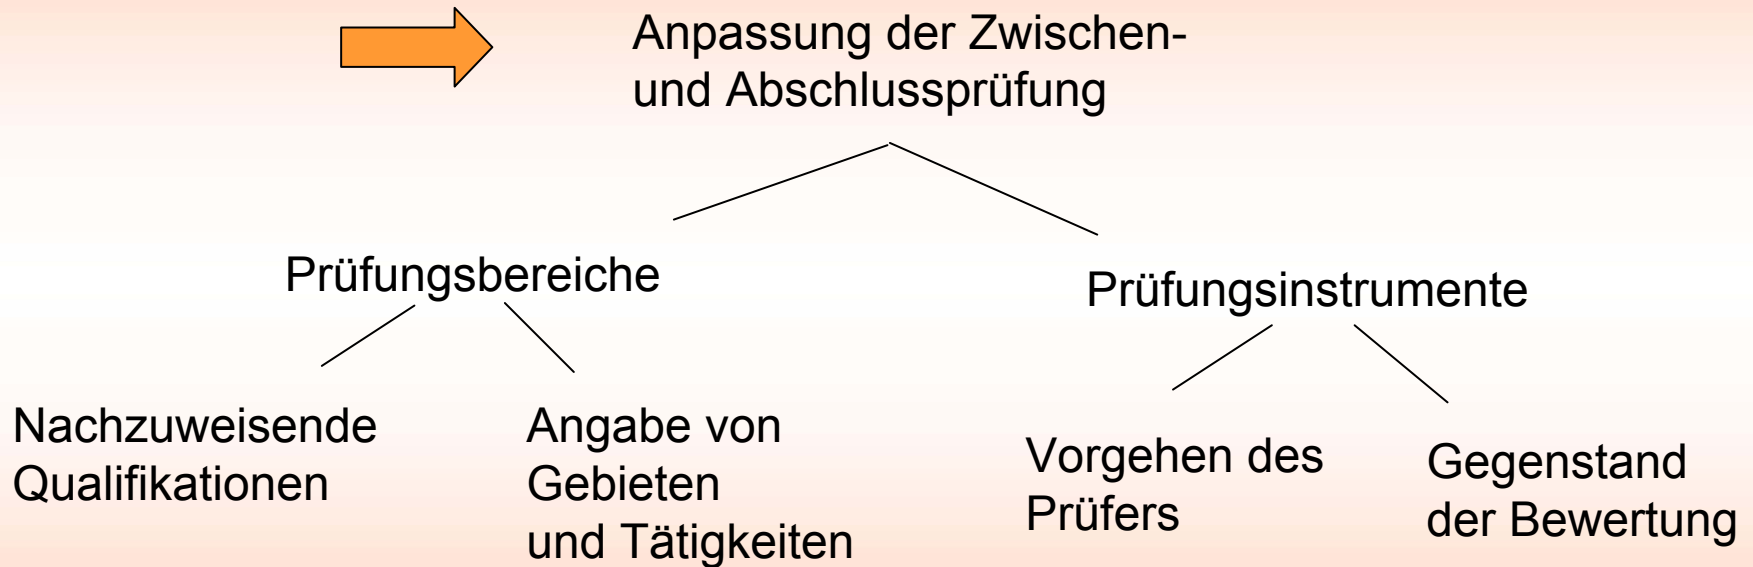 Anpassung der Zwischen-
und Abschlussprüfung
Prüfungsbereiche
Prüfungsinstrumente
Nachzuweisende
Qualifikationen
Angabe von
Gebieten
und Tätigkeiten
Vorgehen des
Prüfers
Gegenstand
der Bewertung